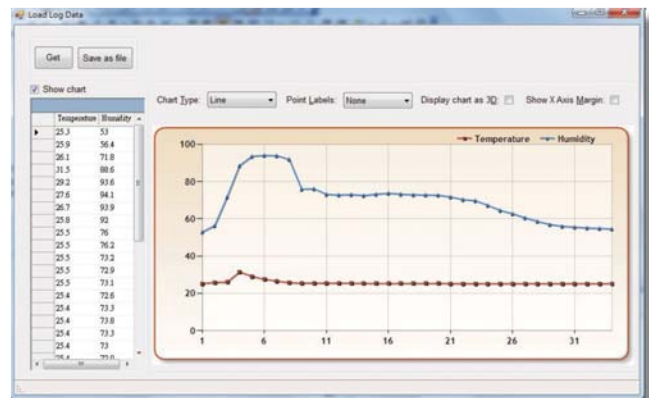 Load Log Data
Get
Save as file
Show chart
Chart Type: Line
Point Labels: None
Display chart as 3D:
Show X Axis Margin:
Temperature Humidity
25.3 53
25.9 56.4
26.1 71.8
31.5 88.6
29.2 93.6
27.6 94.1
26.7 93.9
25.8 92
25.5 76
25.5 76.2
25.5 73.2
25.5 72.9
25.5 73.1
25.4 72.6
25.4 73.3
25.4 73.8
25.4 73.3
25.4 73
25.4
Temperature Humidity
100
80
60
40
20
0
1 6 11 16 21 26 31